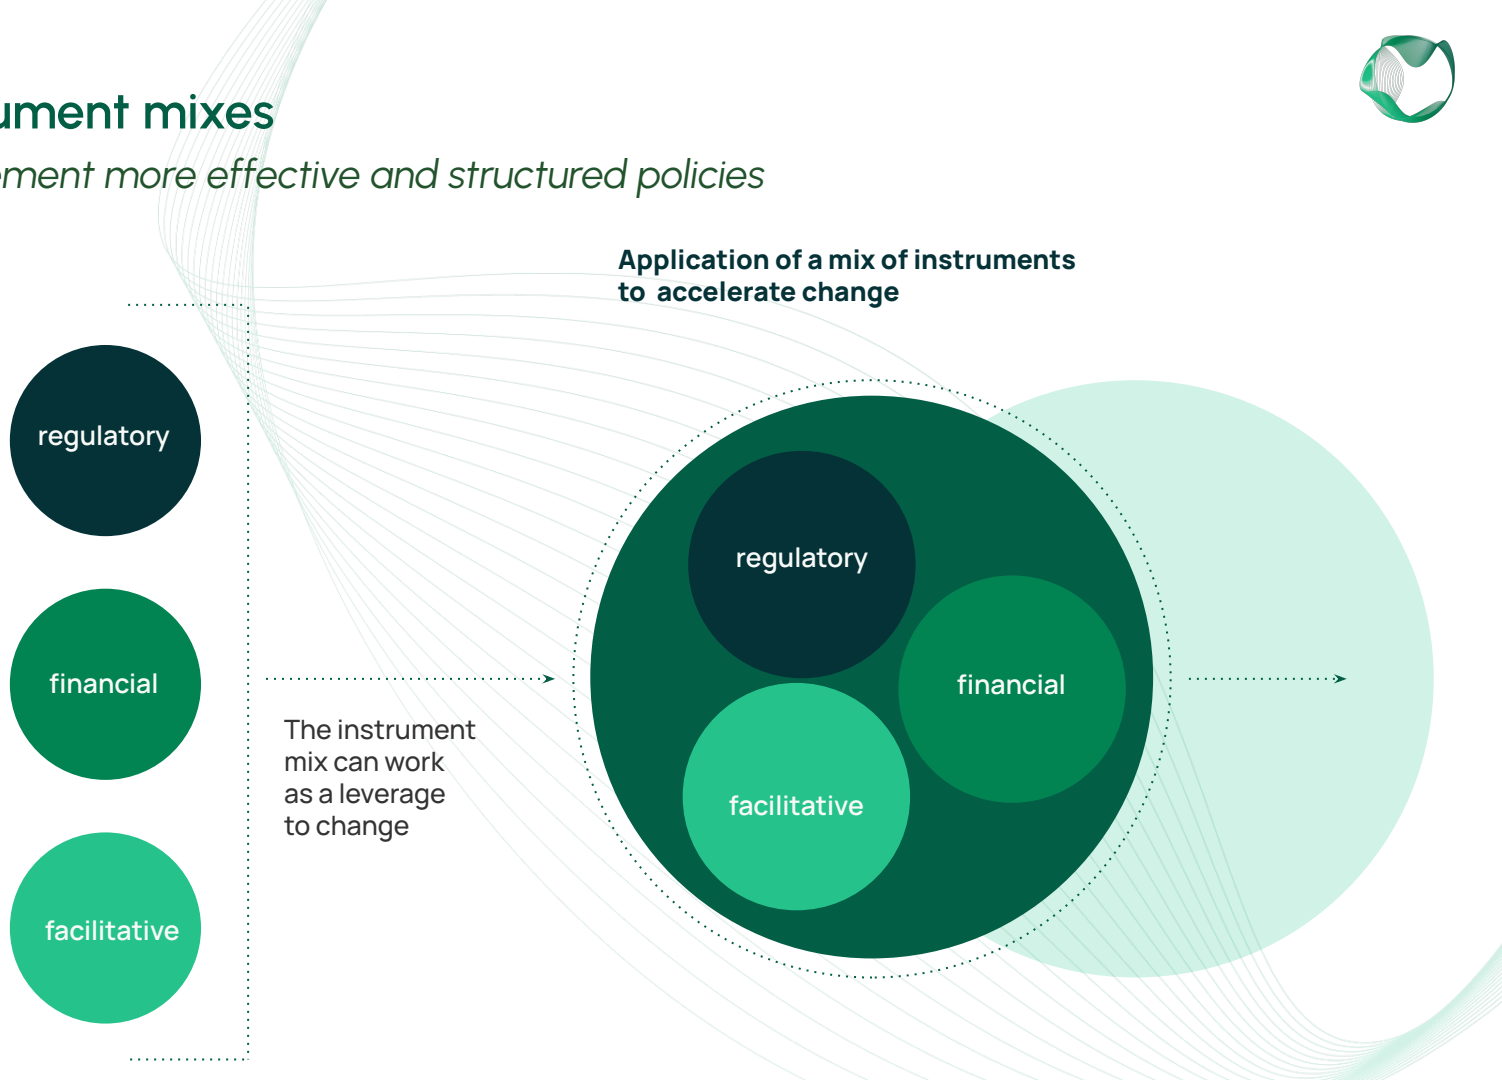 ument mixes
ement more effective and structured policies
Application of a mix of instruments
to accelerate change
regulatory
financial
facilitative
The instrument
mix can work
as a leverage
to change
regulatory
financial
facilitative